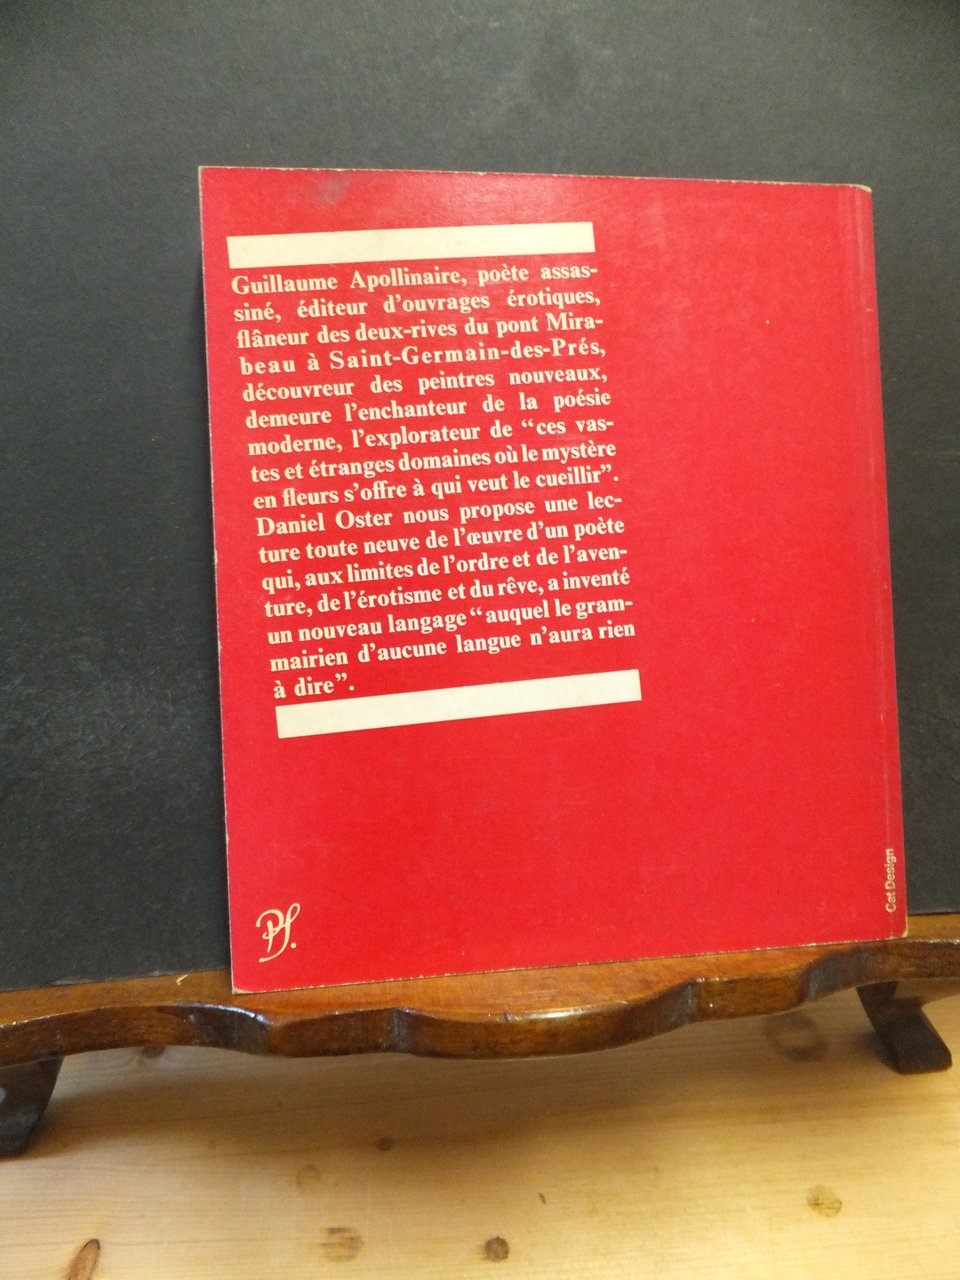 Guillaume Apollinaire, poète assas-
siné, éditeur d'ouvrages érotiques,
flâneur des deux-rives du pont Mira-
beau à Saint-Germain-des-Prés,
découvreur des peintres nouveaux,
demeure l'enchanteur de la poésie
moderne, l'explorateur de “ces vas-
tes et étranges domaines où le mystère
en fleurs s'offre à qui veut le cueillir”.
Daniel Oster nous propose une lec-
ture toute neuve de l'œuvre d'un poète
qui, aux limites de l'ordre et de l'aven-
ture, de l'érotisme et du rêve, a inventé
un nouveau langage “auquel le gram-
mairien d'aucune langue n'aura rien
à dire”.
Cat Design